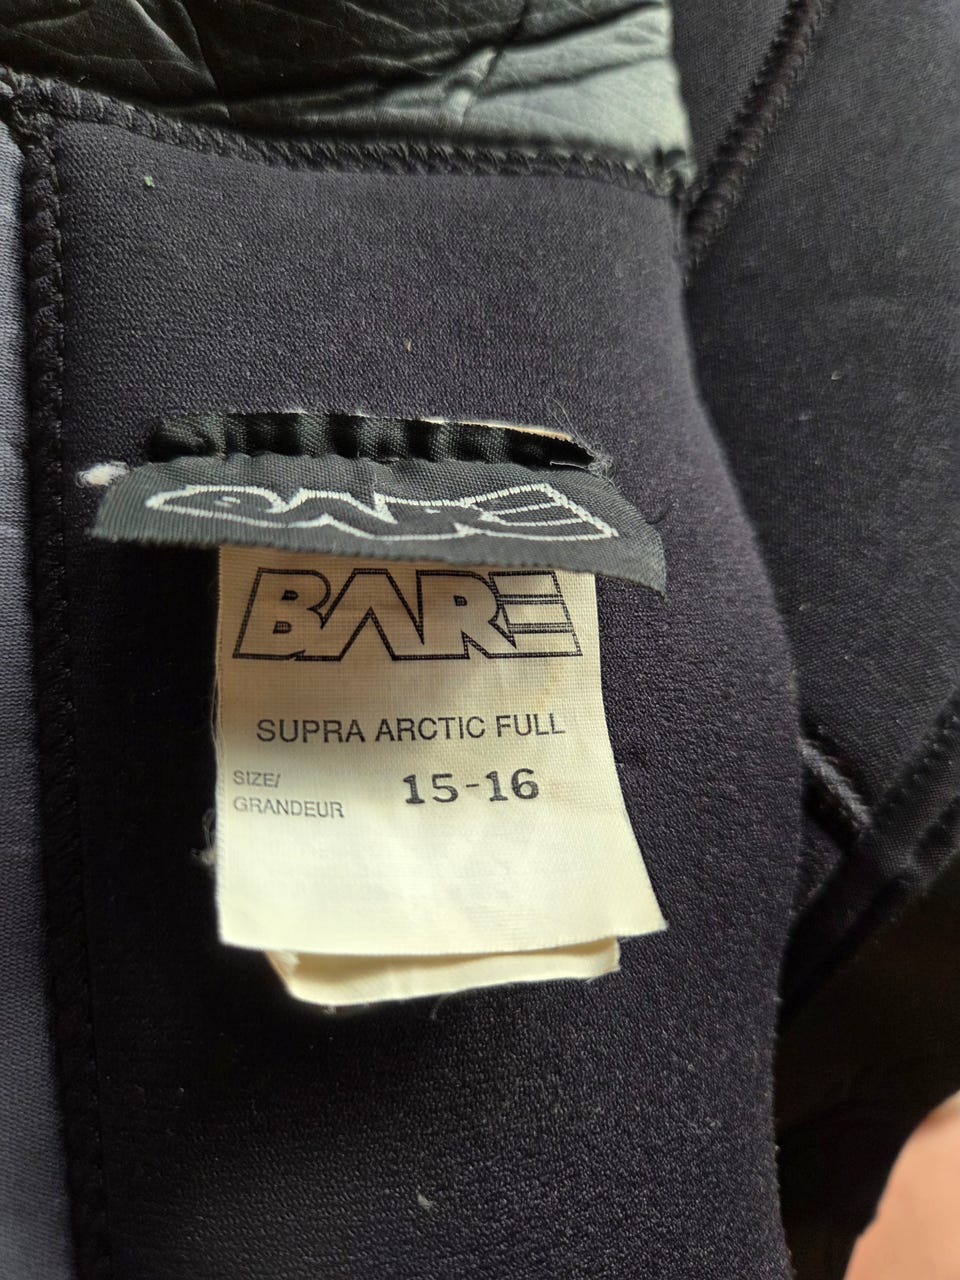 BARE
BARE
SUPRA ARCTIC FULL
SIZE/
GRANDEUR 15-16